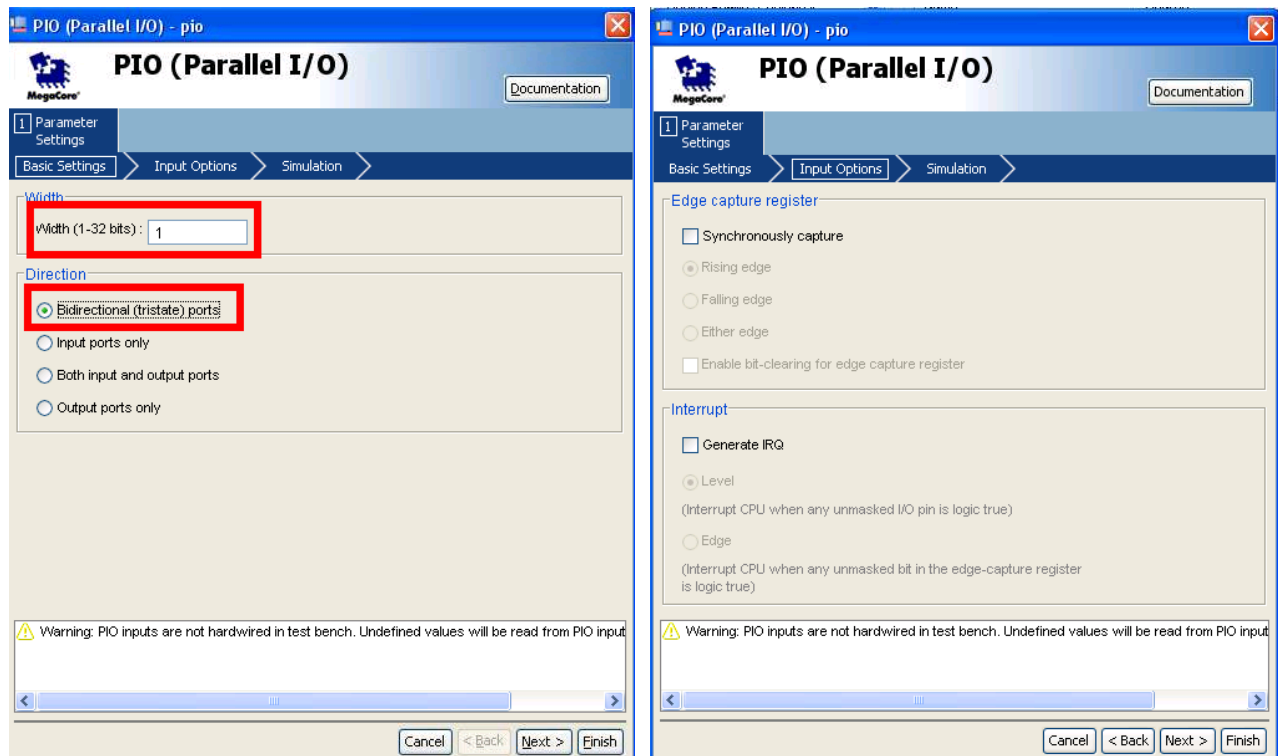 PIO (Parallel I/O) - pio
PIO (Parallel I/O)
MegaCore'
Documentation
1 Parameter
Settings
Basic Settings
Input Options
Simulation
Width
Width (1-32 bits) : 1
Direction
Bidirectional (tristate) ports
Input ports only
Both input and output ports
Output ports only
Warning: PIO inputs are not hardwired in test bench. Undefined values will be read from PIO input
Cancel
< Back
Next >
Finish
PIO (Parallel I/O) - pio
PIO (Parallel I/O)
MegaCore'
Documentation
1 Parameter
Settings
Basic Settings
Input Options
Simulation
Edge capture register
Synchronously capture
Rising edge
Falling edge
Either edge
Enable bit-clearing for edge capture register
Interrupt
Generate IRQ
Level
(Interrupt CPU when any unmasked I/O pin is logic true)
Edge
(Interrupt CPU when any unmasked bit in the edge-capture register
is logic true)
Warning: PIO inputs are not hardwired in test bench. Undefined values will be read from PIO input
Cancel
< Back
Next >
Finish